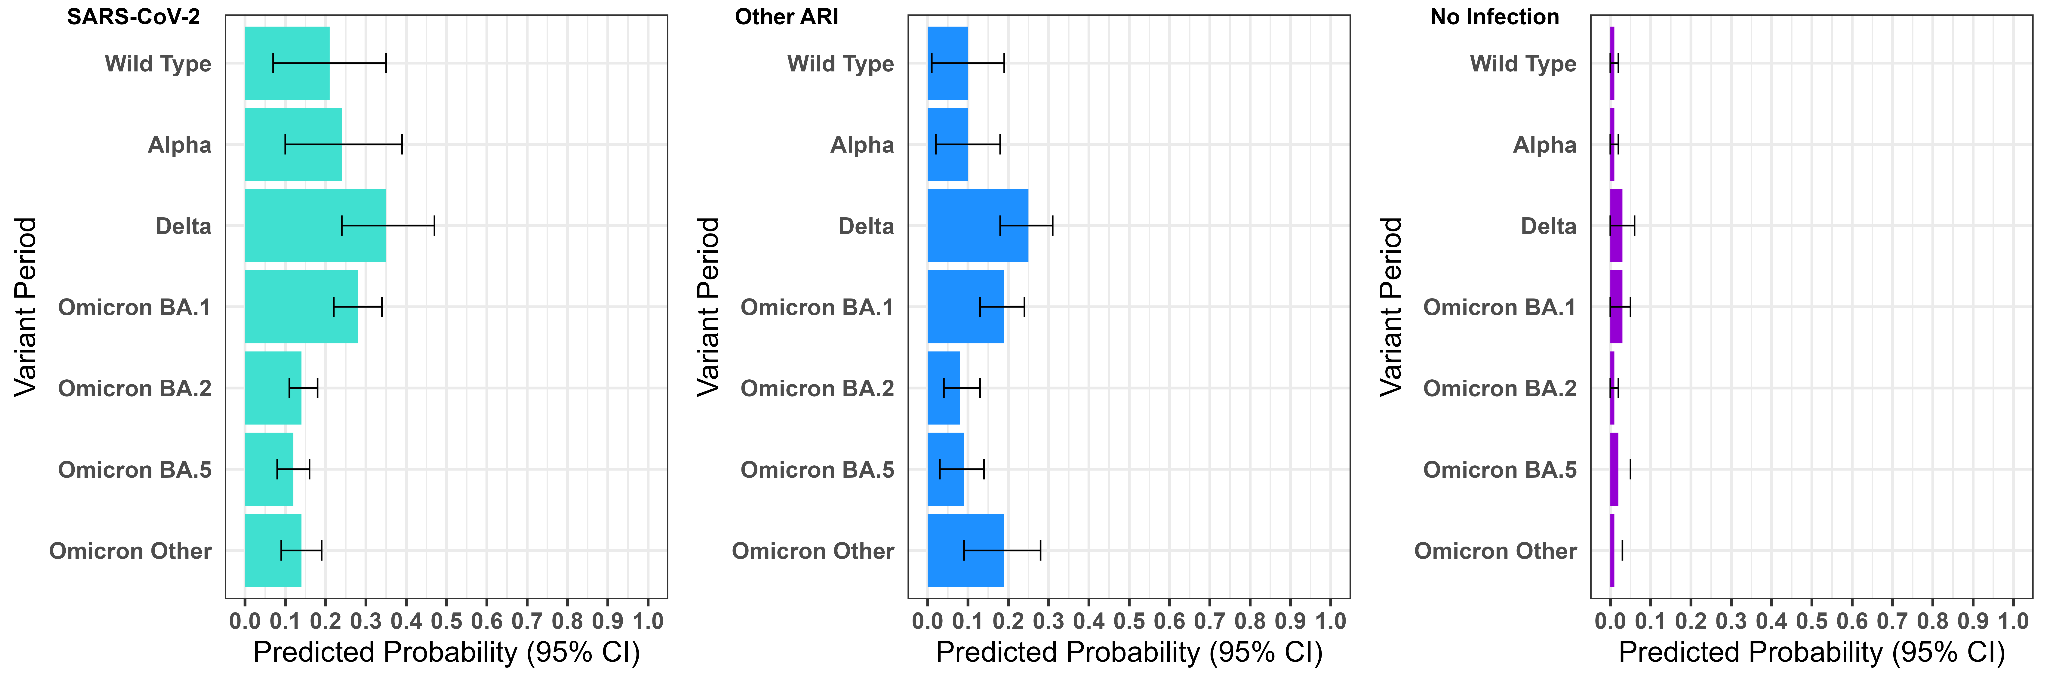 SARS-CoV-2
Wild Type
Alpha
Delta
Omicron BA.1
Omicron BA.2
Omicron BA.5
Omicron Other
Variant Period
0.0 0.1 0.2 0.3 0.4 0.5 0.6 0.7 0.8 0.9 1.0
Predicted Probability (95% CI)
Other ARI
Wild Type
Alpha
Delta
Omicron BA.1
Omicron BA.2
Omicron BA.5
Omicron Other
Variant Period
0.0 0.1 0.2 0.3 0.4 0.5 0.6 0.7 0.8 0.9 1.0
Predicted Probability (95% CI)
No Infection
Wild Type
Alpha
Delta
Omicron BA.1
Omicron BA.2
Omicron BA.5
Omicron Other
Variant Period
0.0 0.1 0.2 0.3 0.4 0.5 0.6 0.7 0.8 0.9 1.0
Predicted Probability (95% CI)